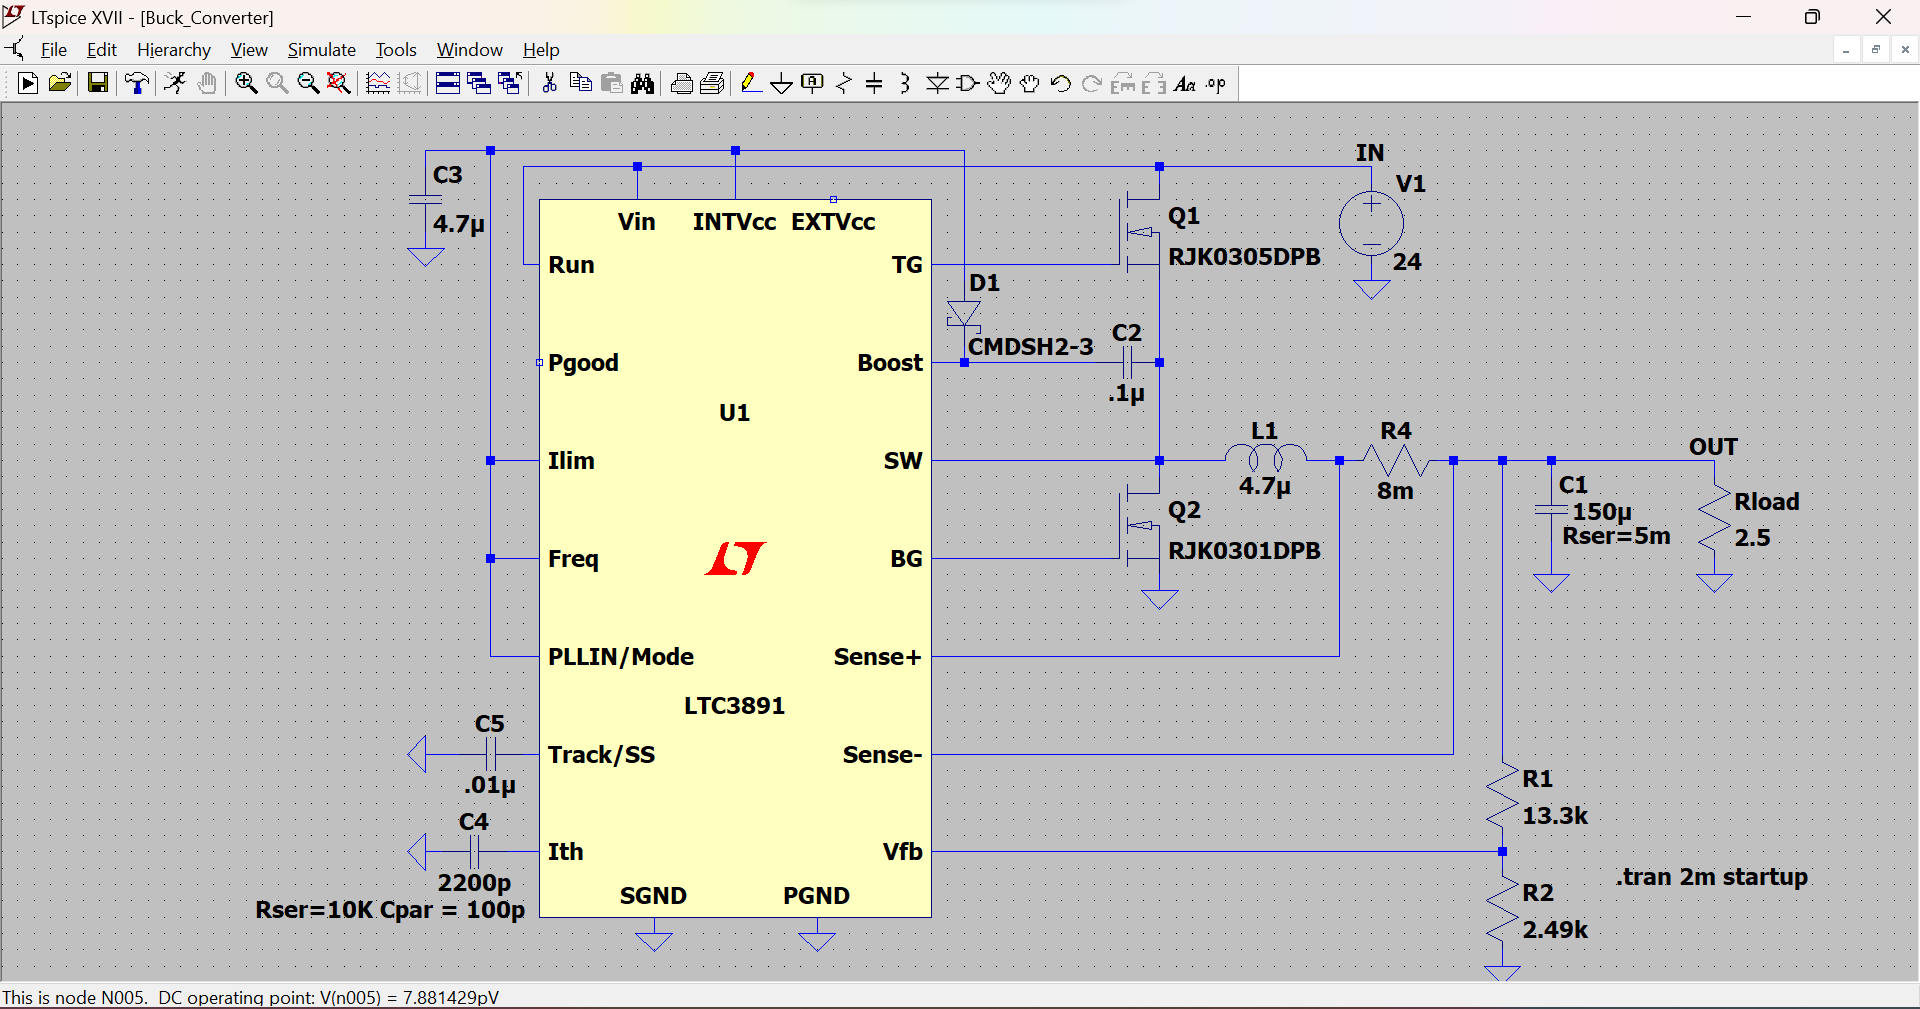 LTspice XVII - [Buck_Converter]
File Edit Hierarchy View Simulate Tools Window Help
IN
C3
V1
4.7µ
Vin INTVcc EXTVcc
Q1
Run
TG
RJK0305DPB
24
D1
C2
CMDSH2-3
Pgood
Boost
.1µ
U1
L1
R4
OUT
Ilim
SW
4.7µ
8m
C1
150µ
Rser=5m
Rload
2.5
Q2
RJK0301DPB
Freq
BG
PLLIN/Mode
Sense+
LTC3891
C5
Track/SS
Sense-
.01µ
R1
13.3k
C4
Ith
Vfb
2200p
Rser=10K Cpar = 100p
SGND
PGND
.tran 2m startup
R2
2.49k
This is node N005. DC operating point: V(n005) = 7.881429pV